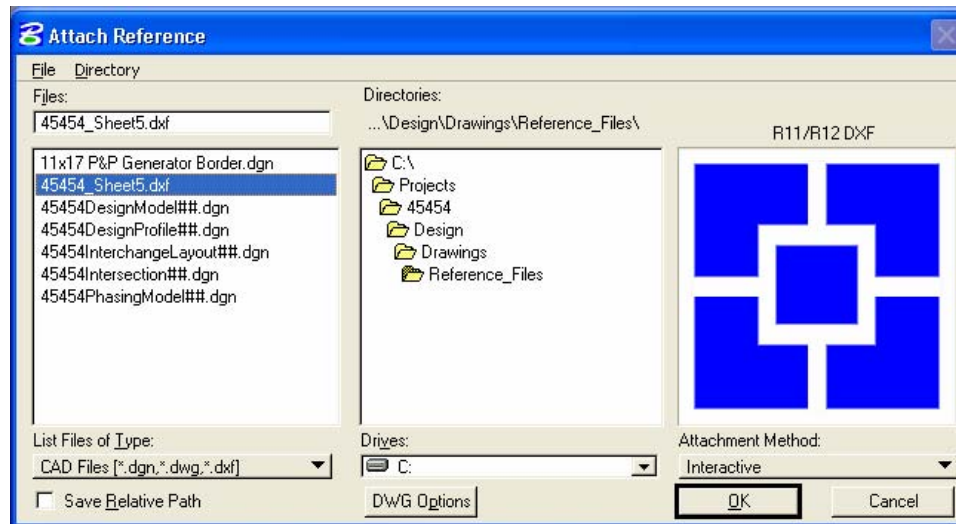 Attach Reference
File Directory
Files:
45454_Sheet5.dxf
11x17 P&P Generator Border.dgn
45454_Sheet5.dxf
45454DesignModel##.dgn
45454DesignProfile##.dgn
45454InterchangeLayout##.dgn
45454Intersection##.dgn
45454PhasingModel##.dgn
List Files of Type:
CAD Files [*.dgn,*.dwg,*.dxf]
Save Relative Path
Directories:
...\Design\Drawings\Reference_Files\
C:\
Projects
45454
Design
Drawings
Reference_Files
Drives:
C:
DWG Options
R11/R12 DXF
Attachment Method:
Interactive
OK
Cancel